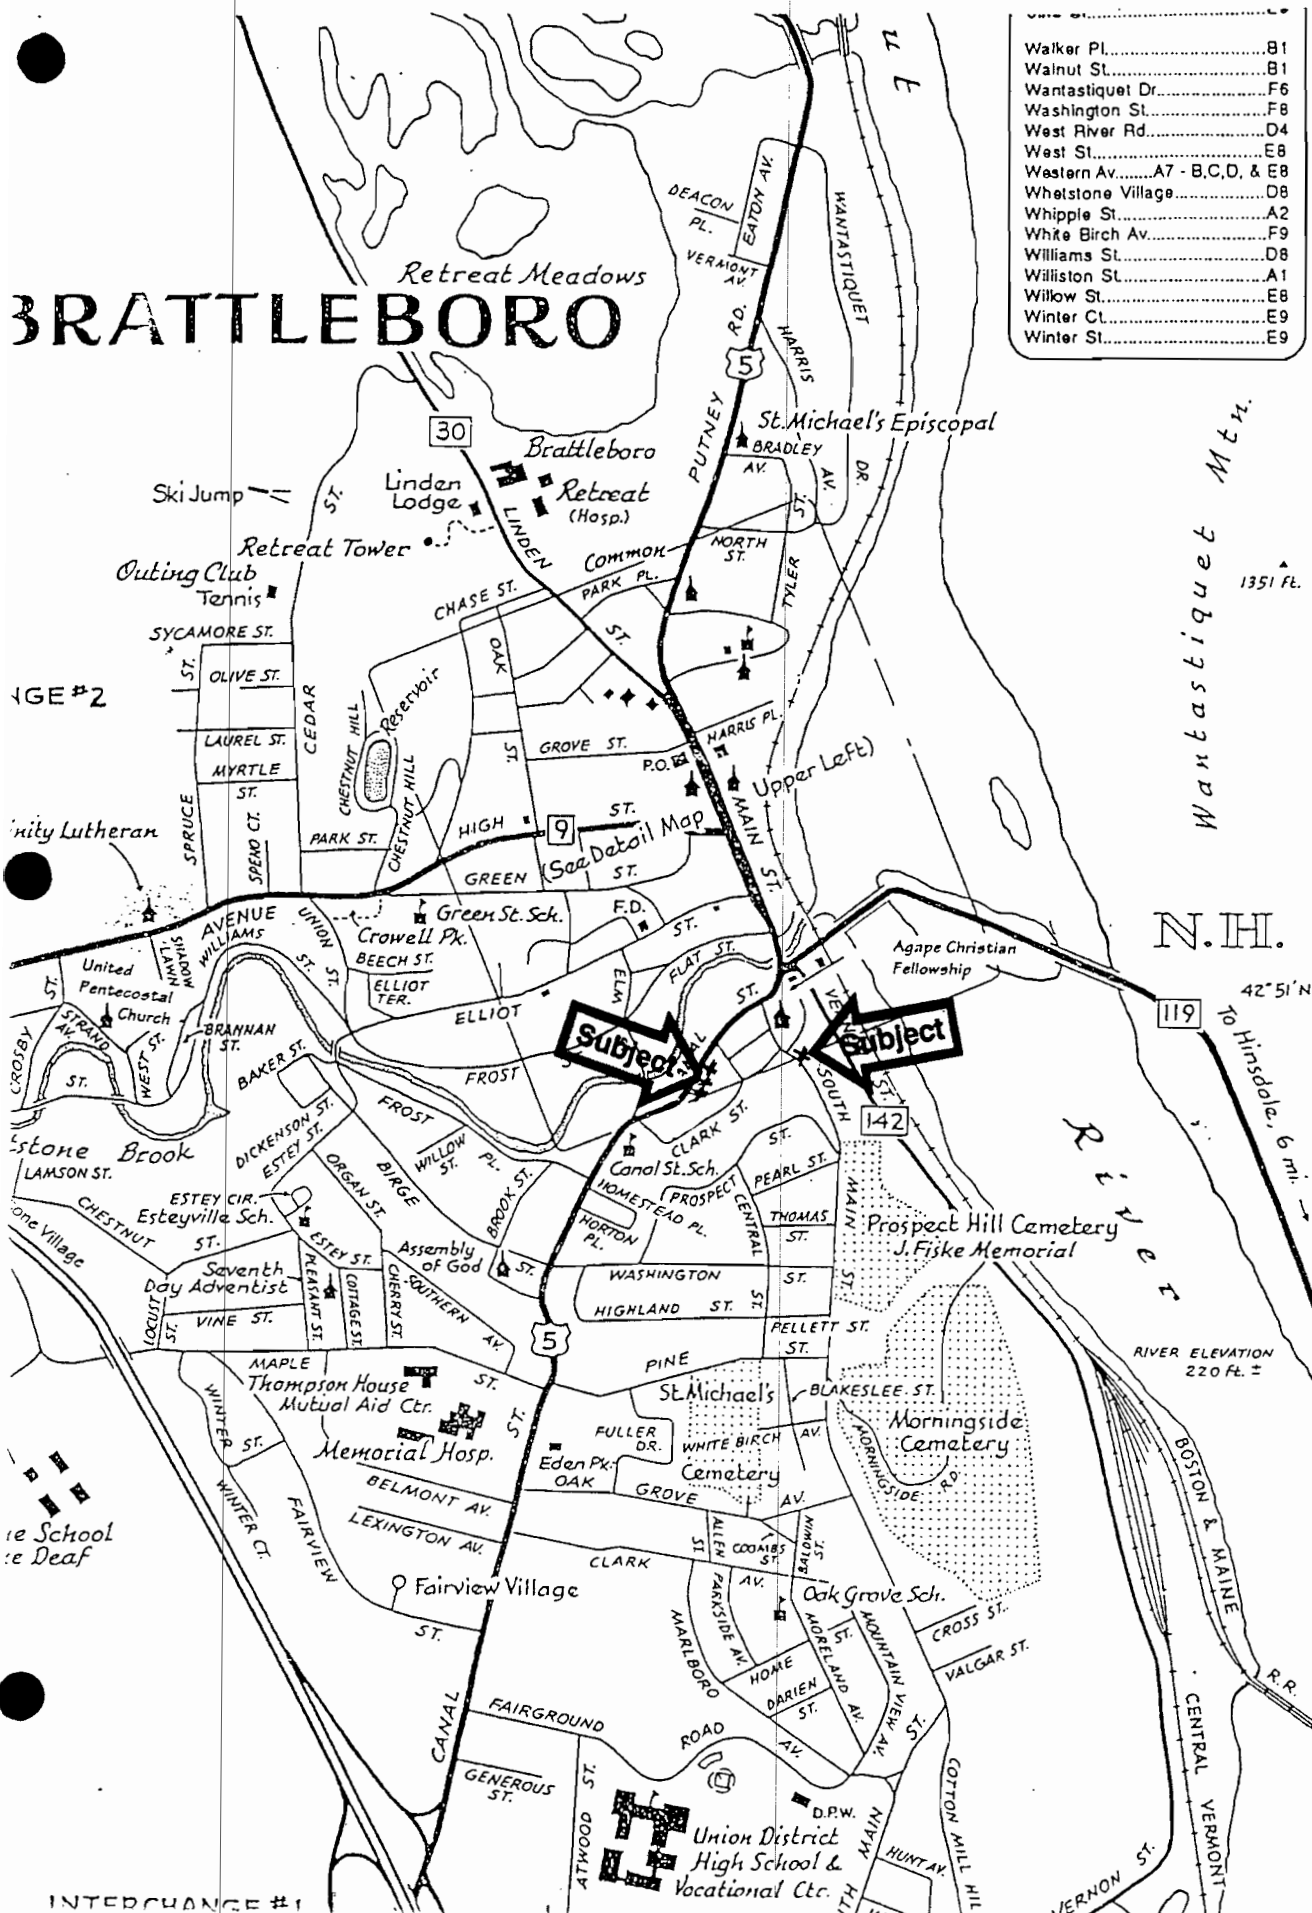 Walker Pl.......................B1
Walnut St.......................B1
Wantastiquet Dr.................F6
Washington St...................F8
West River Rd...................D4
West St.........................E8
Western Av........A7 - B,C,D, & E8
Whetstone Village...............D8
Whipple St......................A2
White Birch Av..................F9
Williams St.....................D8
Williston St....................A1
Willow St.......................E8
Winter Ct.......................E9
Winter St.......................E9
ut
DEACON
PL.
EATON AV.
WANTASTIQUET
DR.
VERMONT
AV.
Retreat Meadows
BRATTLEBORO
PUTNEY RD.
5
HARRIS
AV.
30
St. Michael's Episcopal
BRADLEY
AV.
Brattleboro
Retreat
(Hosp.)
Linden
Lodge
Ski Jump
ST.
LINDEN
ST.
Retreat Tower
Common
NORTH
ST.
TYLER
ST.
Outing Club
Tennis
CHASE ST.
PARK PL.
Wantastiquet Mtn.
1351 Ft.
SYCAMORE ST.
ST.
OLIVE ST.
OAK
ST.
NGE #2
CEDAR
Reservoir
CHESTNUT HILL
LAUREL ST.
MYRTLE
ST.
GROVE ST.
HARRIS PL.
P.O.
SPRUCE
SPEND CT.
PARK ST.
CHESTNUT HILL
HIGH
9
ST.
(See Detail Map
Upper Left)
MAIN
ST.
nity Lutheran
GREEN
ST.
AVENUE
UNION
ST.
Green St. Sch.
Crowell Pk.
F.D.
ST.
FLAT ST.
Agape Christian
Fellowship
N.H.
42°51'N
119
To Hinsdale, 6 mi.
WILLIAMS
ST.
SHADOW
LAWN
United
Pentecostal
Church
BEECH ST.
ELLIOT
TER.
ELM
ELLIOT
ST.
ST.
STRAND
AV.
CROSBY
ST.
WEST ST.
BRANNAN
ST.
BAKER ST.
FROST
Subject
Subject
SOUTH
ST.
142
tstone Brook
LAMSON ST.
DICKENSON ST.
ESTEY ST.
FROST
PL.
WILLOW
ST.
CLARK ST.
ST.
Canal St. Sch.
PEARL ST.
ORGAN ST.
BIRGE
BROOK ST.
ST.
HOMESTEAD PL.
PROSPECT
CENTRAL
ST.
HORTON
PL.
THOMAS
ST.
MAIN
ST.
Prospect Hill Cemetery
J. Fiske Memorial
River
ESTEY CIR.
Esteyville Sch.
CHESTNUT
ST.
one Village
ESTEY ST.
Assembly
of God
Seventh
Day Adventist
PLEASANT ST.
COTTAGE ST.
CHERRY ST.
SOUTHERN
AV.
WASHINGTON
ST.
HIGHLAND ST.
LOCUST
ST.
VINE ST.
5
PELLETT ST.
ST.
PINE
RIVER ELEVATION
220 Ft. ±
MAPLE
ST.
Thompson House
Mutual Aid Ctr.
St. Michael's
BLAKESLEE ST.
Morningside
Cemetery
MORNINGSIDE
RD.
WINTER
ST.
Memorial Hosp.
ST.
FULLER
DR.
WHITE BIRCH
AV.
Cemetery
Eden Pk.
OAK
GROVE
AV.
BELMONT AV.
LEXINGTON AV.
WINTER CT.
FAIRVIEW
ST.
e School
e Deaf
CLARK
AV.
ALLEN
ST.
COOMBS
ST.
BALDWIN
ST.
BOSTON & MAINE
R.R.
Fairview Village
Oak Grove Sch.
PARKSIDE AV.
MARLBORO
AV.
HOME
ST.
MORELAND AV.
MOUNTAIN VIEW AV.
CROSS ST.
VALGAR ST.
DARIEN
ST.
ST.
CANAL
FAIRGROUND
ROAD
GENEROUS
ST.
ATWOOD ST.
D.P.W.
Union District
High School &
Vocational Ctr.
MAIN
HUNT AV.
COTTON MILL HIL
CENTRAL VERMONT
VERNON ST.
INTERCHANGE #1